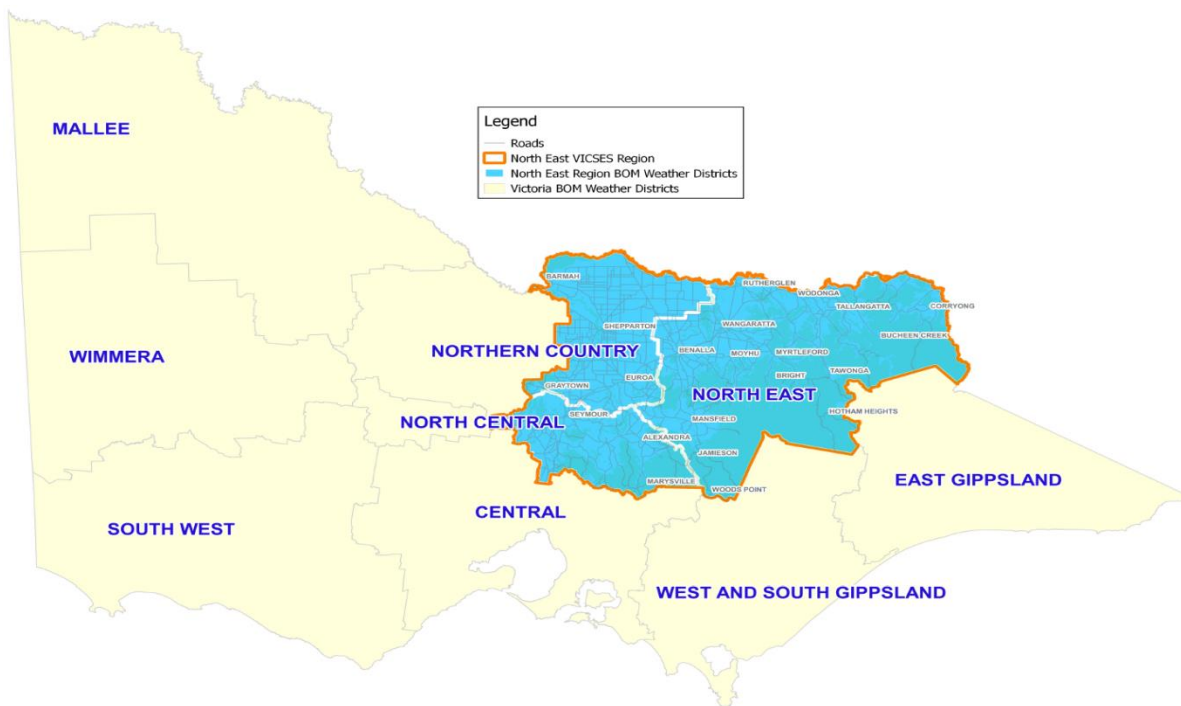 MALLEE
Legend
Roads
North East VICSES Region
North East Region BOM Weather Districts
Victoria BOM Weather Districts
BARMAH
RUTHERGLEN
WODONGA
TALLANGATTA
CORRYONG
SHEPPARTON
WANGARATTA
BUCHEEN CREEK
WIMMERA
NORTHERN COUNTRY
BENALLA
MOYHU
MYRTLEFORD
EUROA
BRIGHT
TAWONGA
GRAYTOWN
NORTH EAST
NORTH CENTRAL
SEYMOUR
MANSFIELD
HOTHAM HEIGHTS
ALEXANDRA
JAMIESON
MARYSVILLE
WOODS POINT
EAST GIPPSLAND
CENTRAL
SOUTH WEST
WEST AND SOUTH GIPPSLAND